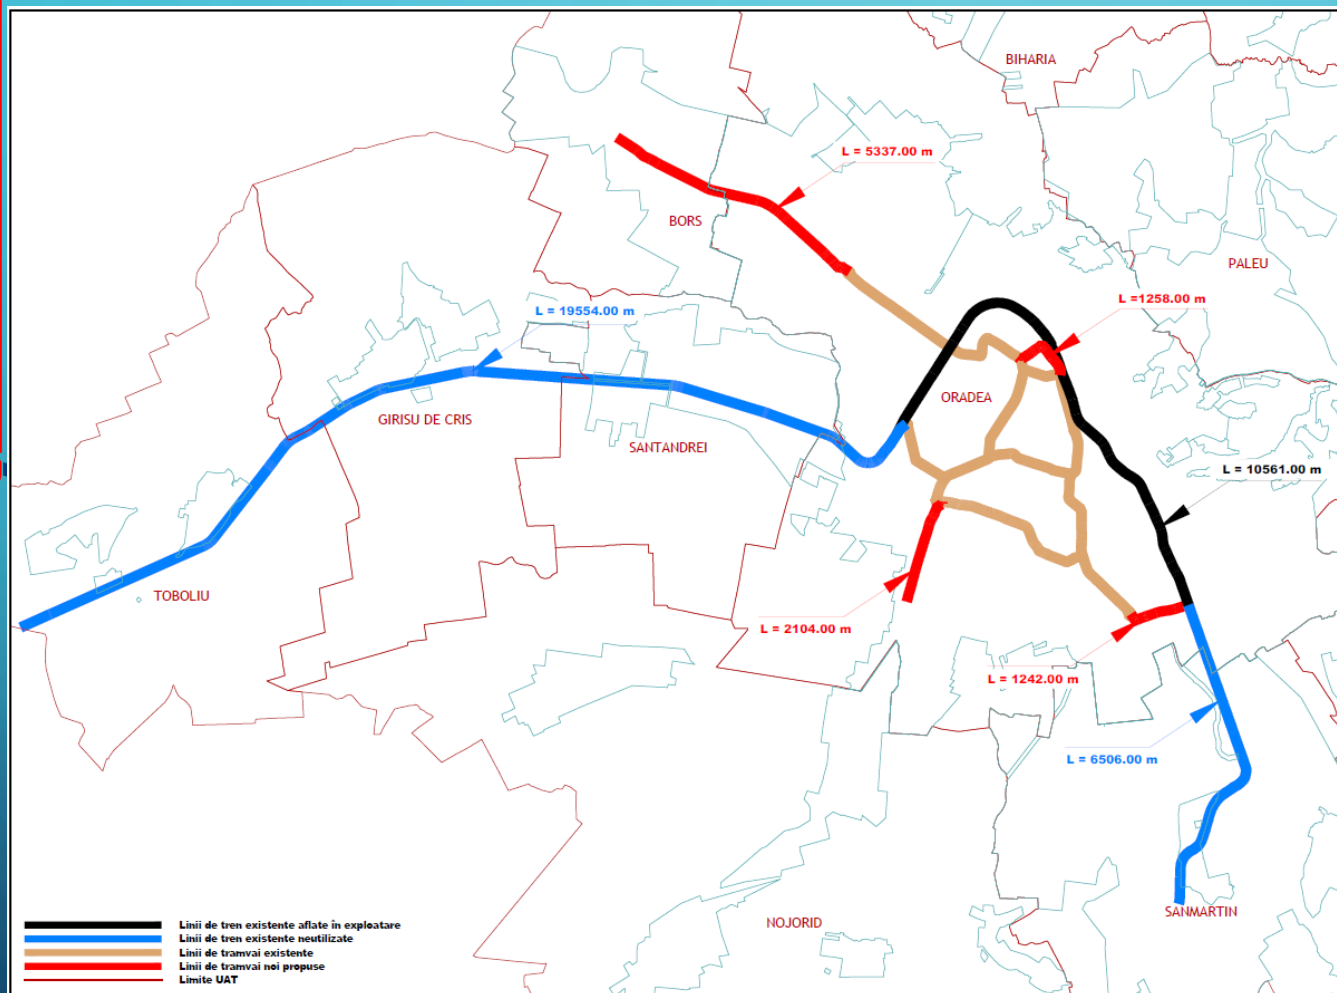 BIHARIA
L = 5337.00 m
BORS
PALEU
L =1258.00 m
L = 19554.00 m
ORADEA
GIRISU DE CRIS
SANTANDREI
L = 10561.00 m
TOBOLIU
L = 2104.00 m
L = 1242.00 m
L = 6506.00 m
SANMARTIN
NOJORID
Linii de tren existente aflate în exploatare
Linii de tren existente neutilizate
Linii de tramvai existente
Linii de tramvai noi propuse
Limite UAT